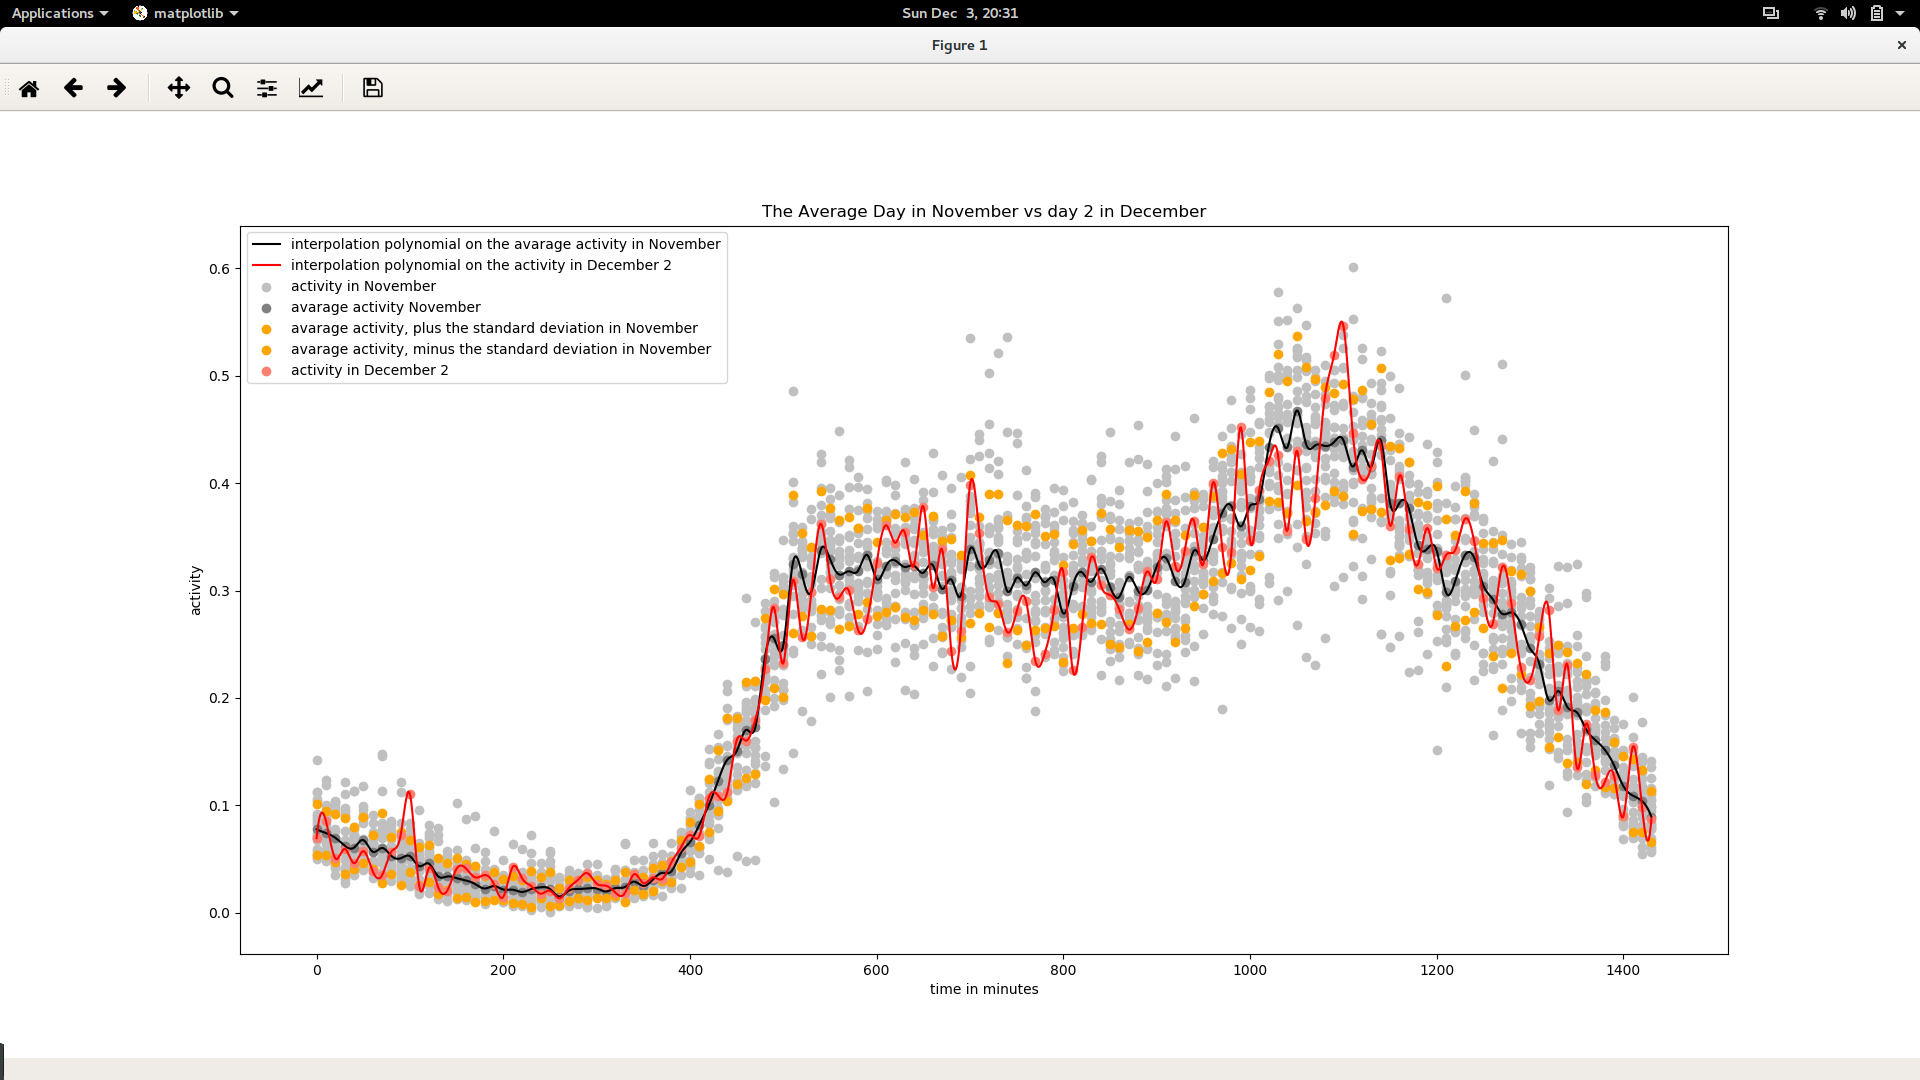 Applications matplotlib Sun Dec 3, 20:31
Figure 1
The Average Day in November vs day 2 in December
interpolation polynomial on the avarage activity in November
interpolation polynomial on the activity in December 2
activity in November
avarage activity November
avarage activity, plus the standard deviation in November
avarage activity, minus the standard deviation in November
activity in December 2
0.6
0.5
0.4
0.3
0.2
0.1
0.0
activity
0 200 400 600 800 1000 1200 1400
time in minutes